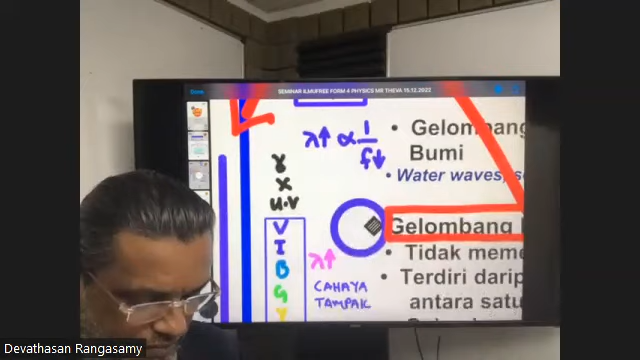 Done
SEMINAR ILMUFREE FORM 4 PHYSICS MR THEVA 15.12.2022
λ↑ ∝ 1/f↓
• Gelombang
Bumi
• Water waves, s
γ
X
U.V
V
I
B
G
Y
λ↑
CAHAYA
TAMPAK
Gelombang
• Tidak meme
• Terdiri darip
antara satu
Devathasan Rangasamy